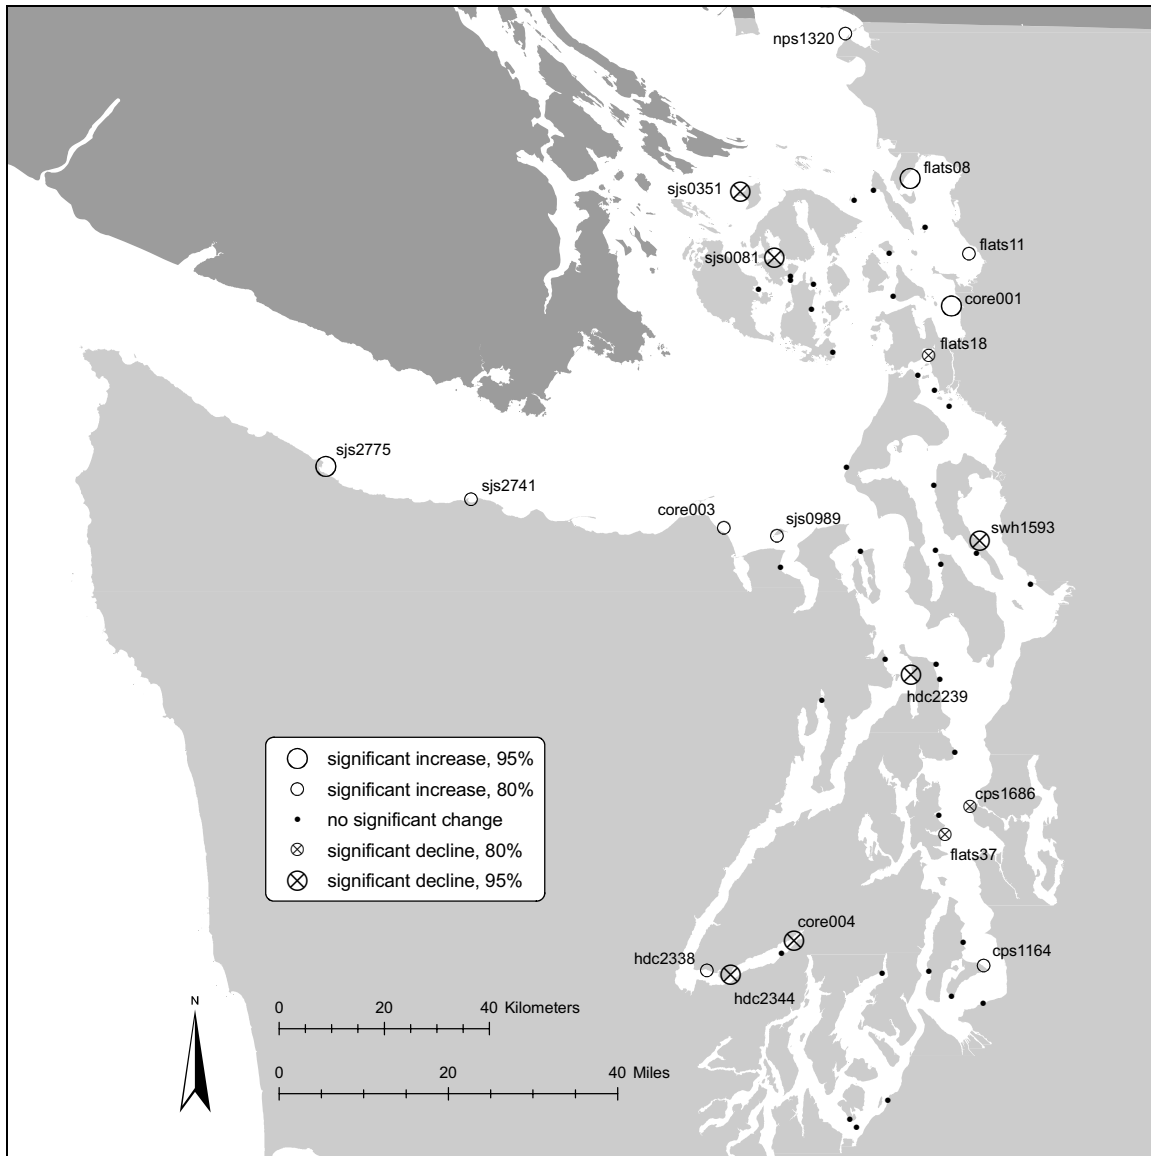 nps1320
flats08
sjs0351
flats11
sjs0081
core001
flats18
sjs2775
sjs2741
core003
sjs0989
swh1593
hdc2239
significant increase, 95%
significant increase, 80%
no significant change
significant decline, 80%
significant decline, 95%
cps1686
flats37
core004
hdc2338
cps1164
hdc2344
N
0 20 40 Kilometers
0 20 40 Miles